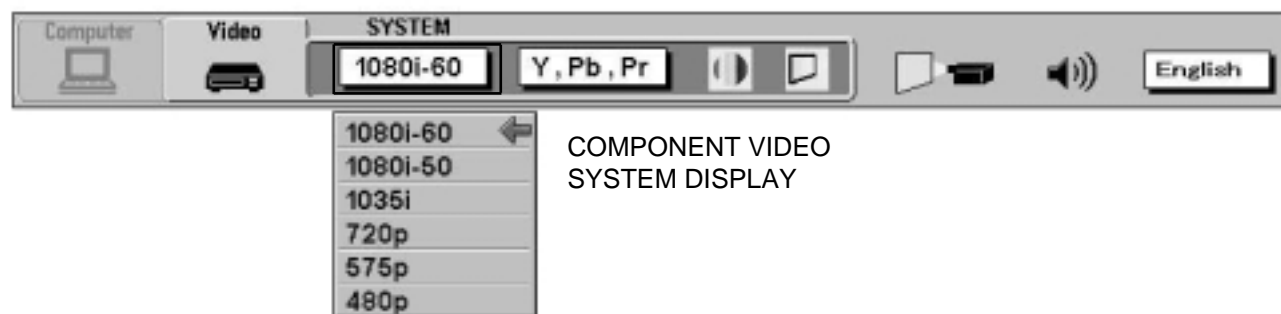 Computer Video SYSTEM
1080i-60 Y , Pb , Pr English
1080i-60
1080i-50
1035i
720p
575p
480p
COMPONENT VIDEO
SYSTEM DISPLAY